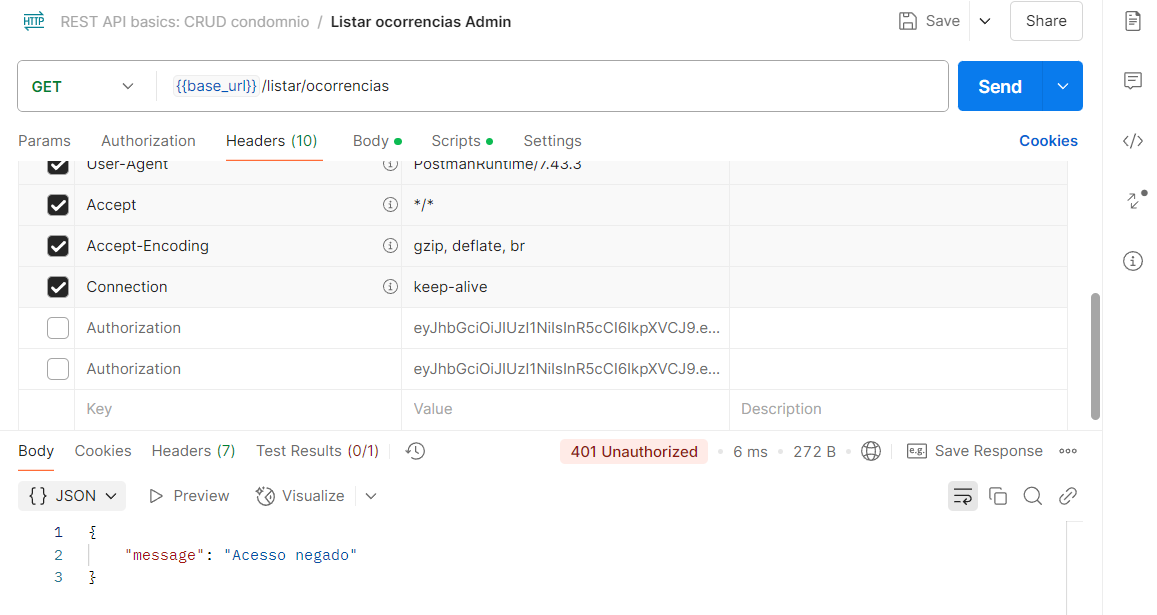 HTTP REST API basics: CRUD condomnio / Listar ocorrencias Admin Save Share
GET {{base_url}} /listar/ocorrencias Send
Params Authorization Headers (10) Body Scripts Settings Cookies
User-Agent PostmanRuntime/7.43.3
Accept */*
Accept-Encoding gzip, deflate, br
Connection keep-alive
Authorization eyJhbGciOiJIUzI1NiIsInR5cCI6IkpXVCJ9.e...
Authorization eyJhbGciOiJIUzI1NiIsInR5cCI6IkpXVCJ9.e...
Key Value Description
Body Cookies Headers (7) Test Results (0/1) 401 Unauthorized • 6 ms • 272 B • e.g. Save Response
{} JSON Preview Visualize
1 {
2 "message": "Acesso negado"
3 }